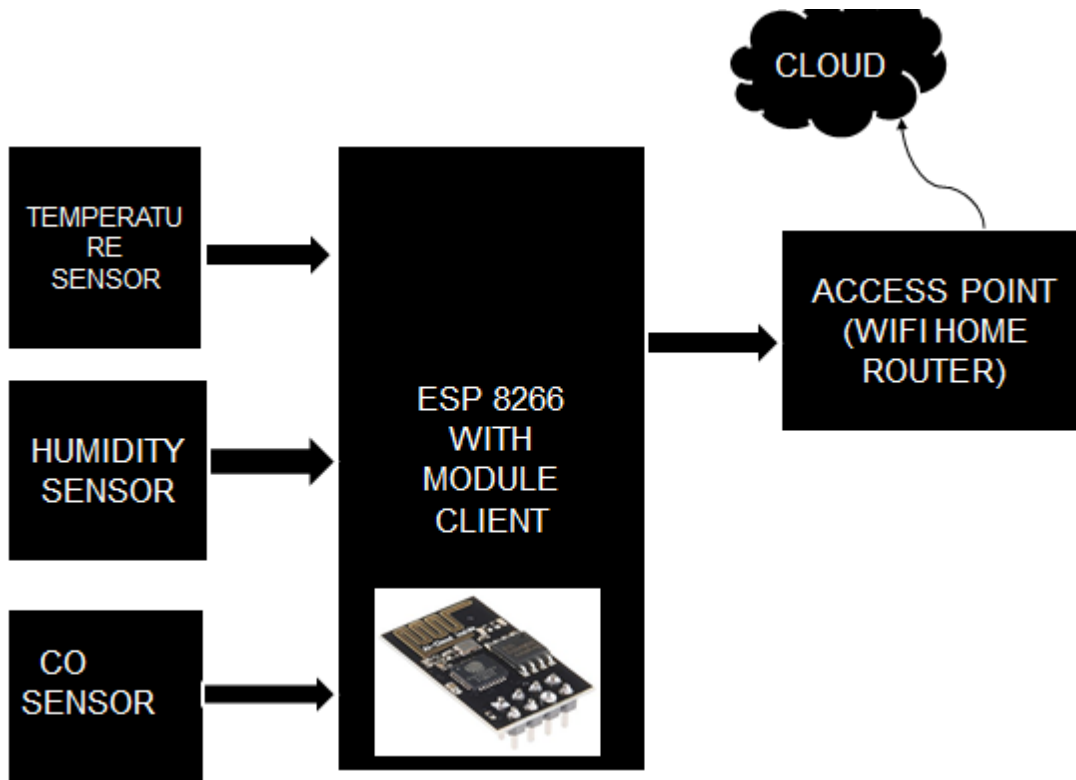 CLOUD
TEMPERATU
RE
SENSOR
ACCESS POINT
(WIFI HOME
ROUTER)
ESP 8266
WITH
MODULE
CLIENT
HUMIDITY
SENSOR
CO
SENSOR